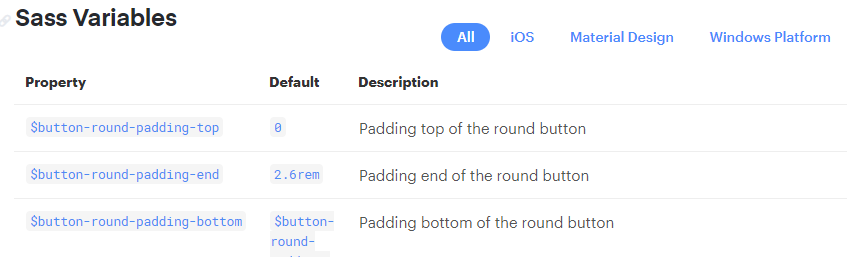 Sass Variables
All iOS Material Design Windows Platform
Property Default Description
$button-round-padding-top 0 Padding top of the round button
$button-round-padding-end 2.6rem Padding end of the round button
$button-round-padding-bottom $button- Padding bottom of the round button
round-